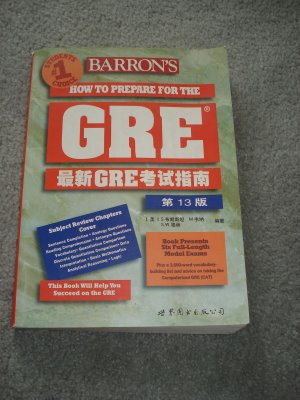 STUDENTS'
#1
CHOICE
BARRON'S
HOW TO PREPARE FOR THE
GRE®
最新GRE考试指南
第 13 版
Subject Review Chapters
Cover
Sentence Completion • Analogy Questions
Reading Comprehension • Antonym Questions
Vocabulary • Quantitative Comparison
Discrete Quantitative Questions • Data
Interpretation • Basic Mathematics
Analytical Reasoning • Logic
This Book Will Help You
Succeed on the GRE
Book Presents
Six Full-Length
Model Exams
Plus a 3,500-word vocabulary-
building list and advice on taking the
Computerized GRE (CAT)
世界图书出版公司